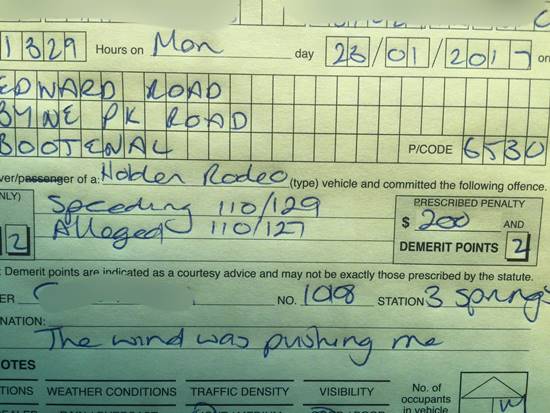 1329 Hours on Mon day 23/01/2017 on
EDWARD ROAD
BYNE PK ROAD
BOOTENAL P/CODE 6530
ver/passenger of a: Holden Rodeo (type) vehicle and committed the following offence.
NLY) Speeding 110/129 PRESCRIBED PENALTY
2 Alleged 110/127 $ 200 AND
DEMERIT POINTS 2
Demerit points are indicated as a courtesy advice and may not be exactly those prescribed by the statute.
ER NO. STATION 3 springs
NATION:
The wind was pushing me
OTES
TIONS WEATHER CONDITIONS TRAFFIC DENSITY VISIBILITY No. of
occupants
in vehicle